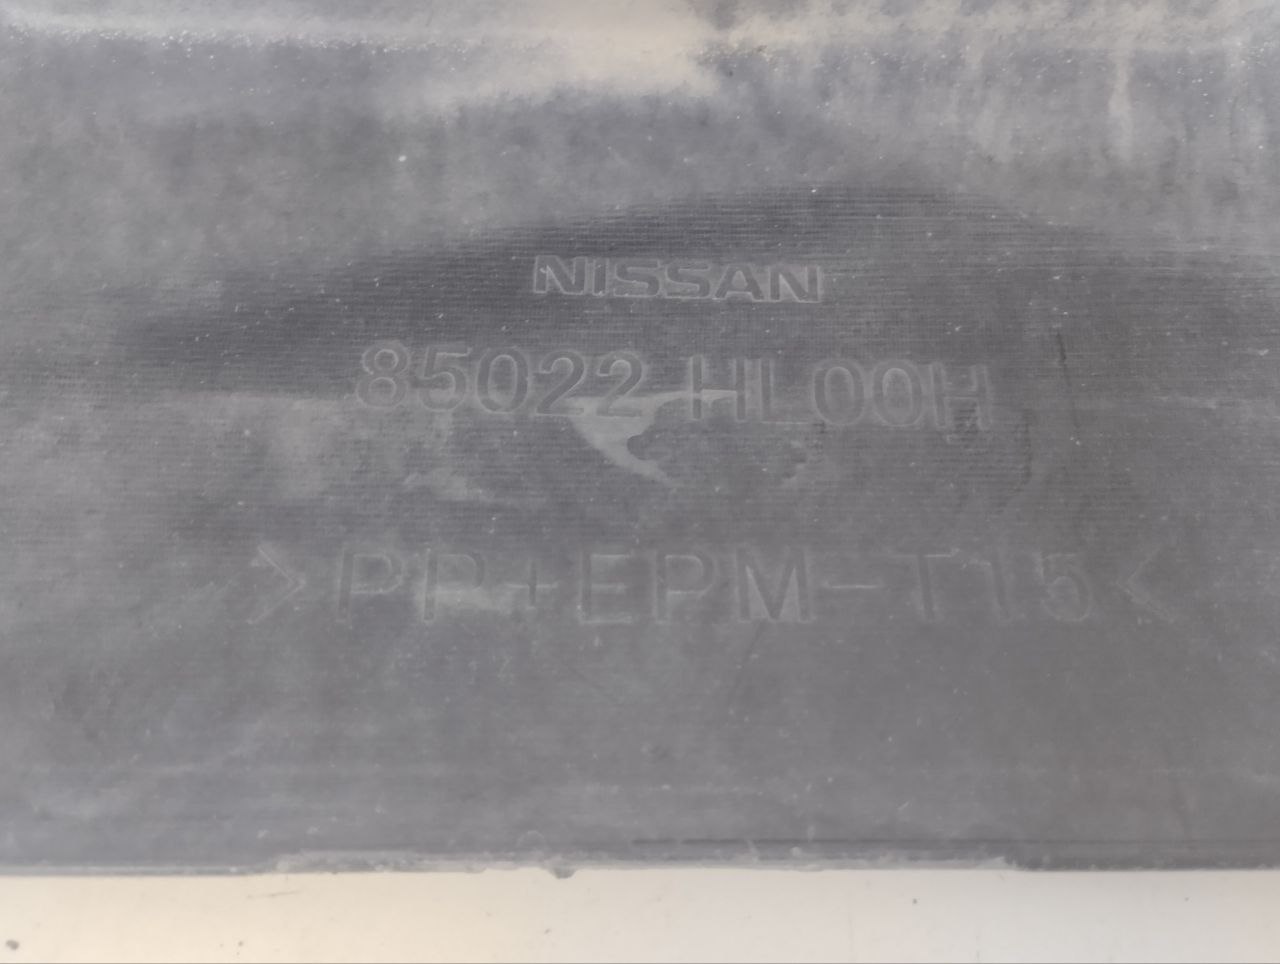 NISSAN
85022 HL00H
>PP+EPM-T15<